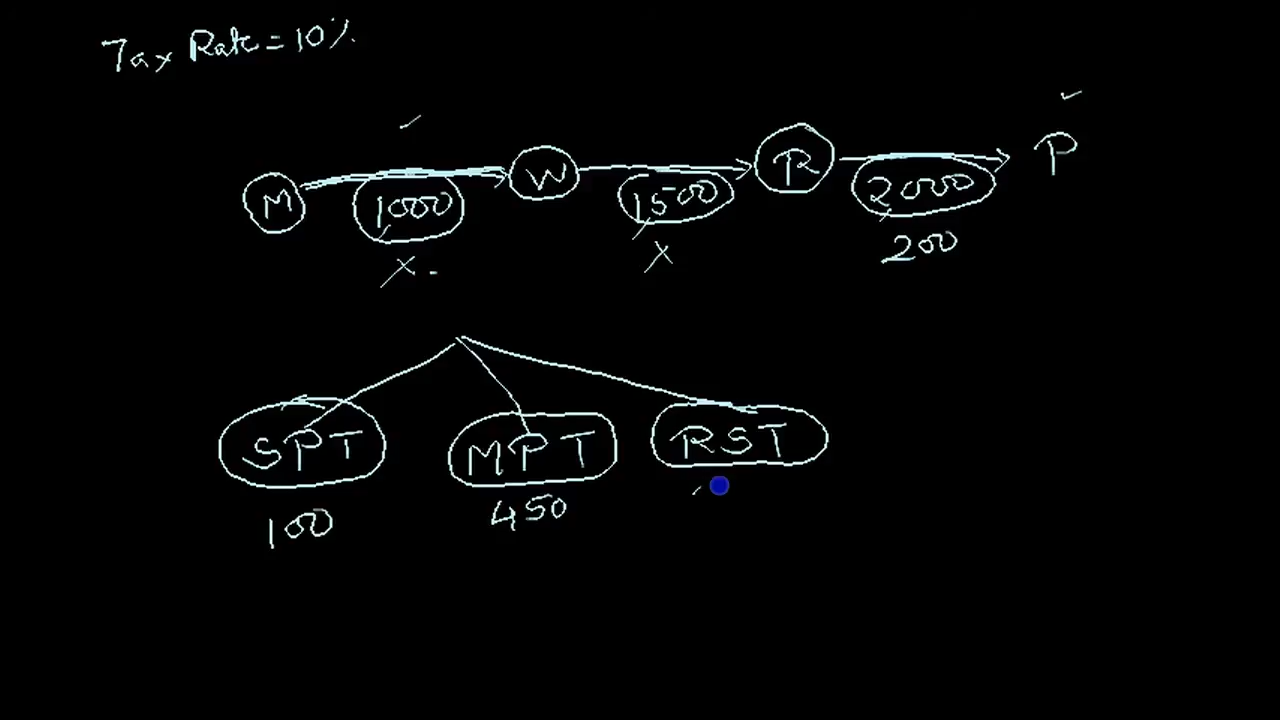 Tax Rate = 10%
M 1000 W 1500 R 2000 P
x x 200
SPT MPT RST
100 450